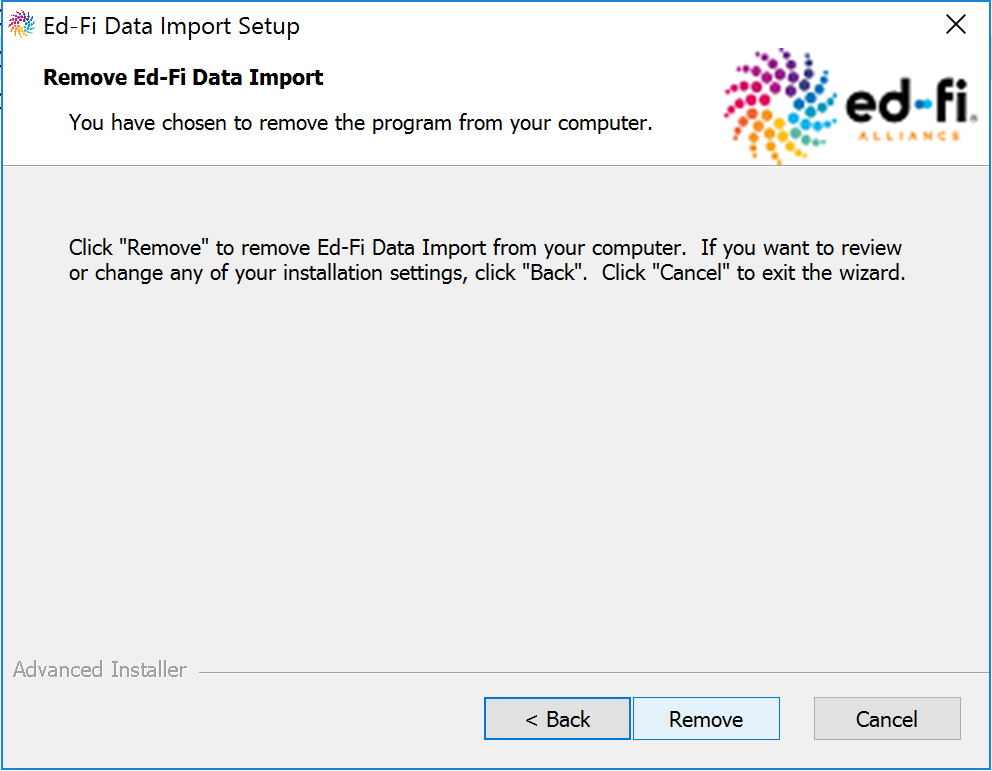 Ed-Fi Data Import Setup
Remove Ed-Fi Data Import
You have chosen to remove the program from your computer.
ed-fi®
ALLIANCE
Click "Remove" to remove Ed-Fi Data Import from your computer.  If you want to review
or change any of your installation settings, click "Back".  Click "Cancel" to exit the wizard.
Advanced Installer
< Back
Remove
Cancel